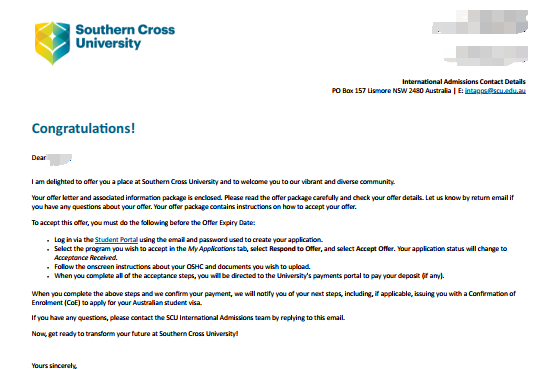 Southern Cross
University
International Admissions Contact Details
PO Box 157 Lismore NSW 2480 Australia | E: intapps@scu.edu.au
Congratulations!
Dear
I am delighted to offer you a place at Southern Cross University and to welcome you to our vibrant and diverse community.
Your offer letter and associated information package is enclosed. Please read the offer package carefully and check your offer details. Let us know by return email if
you have any questions about your offer. Your offer package contains instructions on how to accept your offer.
To accept this offer, you must do the following before the Offer Expiry Date:
• Log in via the Student Portal using the email and password used to create your application.
• Select the program you wish to accept in the My Applications tab, select Respond to Offer, and select Accept Offer. Your application status will change to
Acceptance Received.
• Follow the onscreen instructions about your OSHC and documents you wish to upload.
• When you complete all of the acceptance steps, you will be directed to the University's payments portal to pay your deposit (if any).
When you complete the above steps and we confirm your payment, we will notify you of your next steps, including, if applicable, issuing you with a Confirmation of
Enrolment (CoE) to apply for your Australian student visa.
If you have any questions, please contact the SCU International Admissions team by replying to this email.
Now, get ready to transform your future at Southern Cross University!
Yours sincerely,